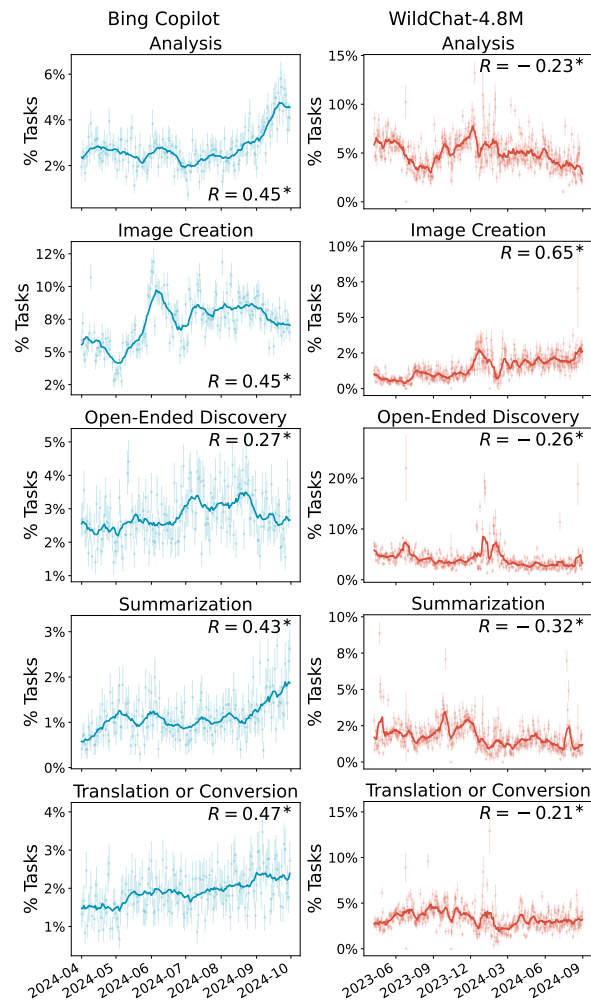 Bing Copilot
WildChat-4.8M
Analysis
Analysis
% Tasks
6%
4%
2%
R = 0.45*
% Tasks
15%
10%
5%
0%
R = −0.23*
Image Creation
Image Creation
% Tasks
12%
10%
8%
5%
2%
R = 0.45*
% Tasks
10%
8%
5%
2%
0%
R = 0.65*
Open-Ended Discovery
Open-Ended Discovery
% Tasks
5%
4%
3%
2%
1%
R = 0.27*
% Tasks
20%
10%
0%
R = −0.26*
Summarization
Summarization
% Tasks
3%
2%
1%
0%
R = 0.43*
% Tasks
10%
8%
5%
2%
0%
R = −0.32*
Translation or Conversion
Translation or Conversion
% Tasks
4%
3%
2%
1%
R = 0.47*
% Tasks
15%
10%
5%
0%
R = −0.21*
2024-04
2024-05
2024-06
2024-07
2024-08
2024-09
2024-10
2023-06
2023-09
2023-12
2024-03
2024-06
2024-09